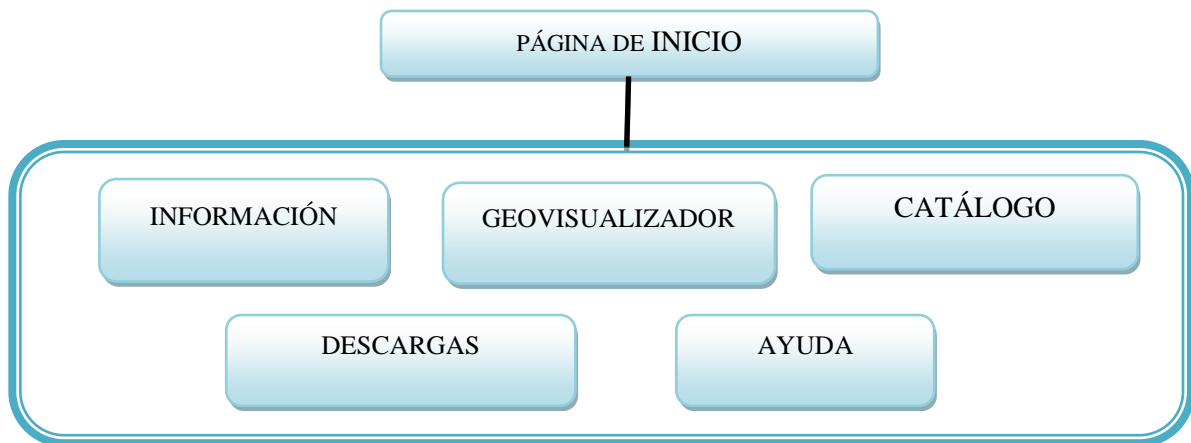 PÁGINA DE INICIO
INFORMACIÓN
GEOVISUALIZADOR
CATÁLOGO
DESCARGAS
AYUDA